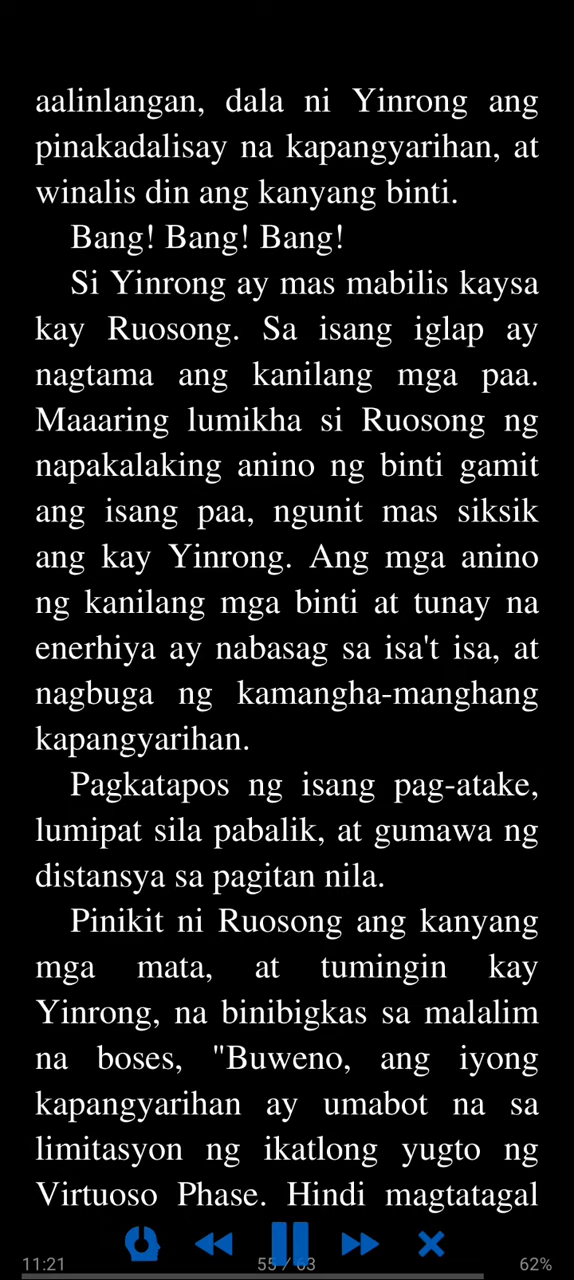 aalinlangan, dala ni Yinrong ang
pinakadalisay na kapangyarihan, at
winalis din ang kanyang binti.
Bang! Bang! Bang!
Si Yinrong ay mas mabilis kaysa
kay Ruosong. Sa isang iglap ay
nagtama ang kanilang mga paa.
Maaaring lumikha si Ruosong ng
napakalaking anino ng binti gamit
ang isang paa, ngunit mas siksik
ang kay Yinrong. Ang mga anino
ng kanilang mga binti at tunay na
enerhiya ay nabasag sa isa't isa, at
nagbuga ng kamangha-manghang
kapangyarihan.
Pagkatapos ng isang pag-atake,
lumipat sila pabalik, at gumawa ng
distansya sa pagitan nila.
Pinikit ni Ruosong ang kanyang
mga mata, at tumingin kay
Yinrong, na binibigkas sa malalim
na boses, "Buweno, ang iyong
kapangyarihan ay umabot na sa
limitasyon ng ikatlong yugto ng
Virtuoso Phase. Hindi magtatagal
11:21 55 / 63 62%